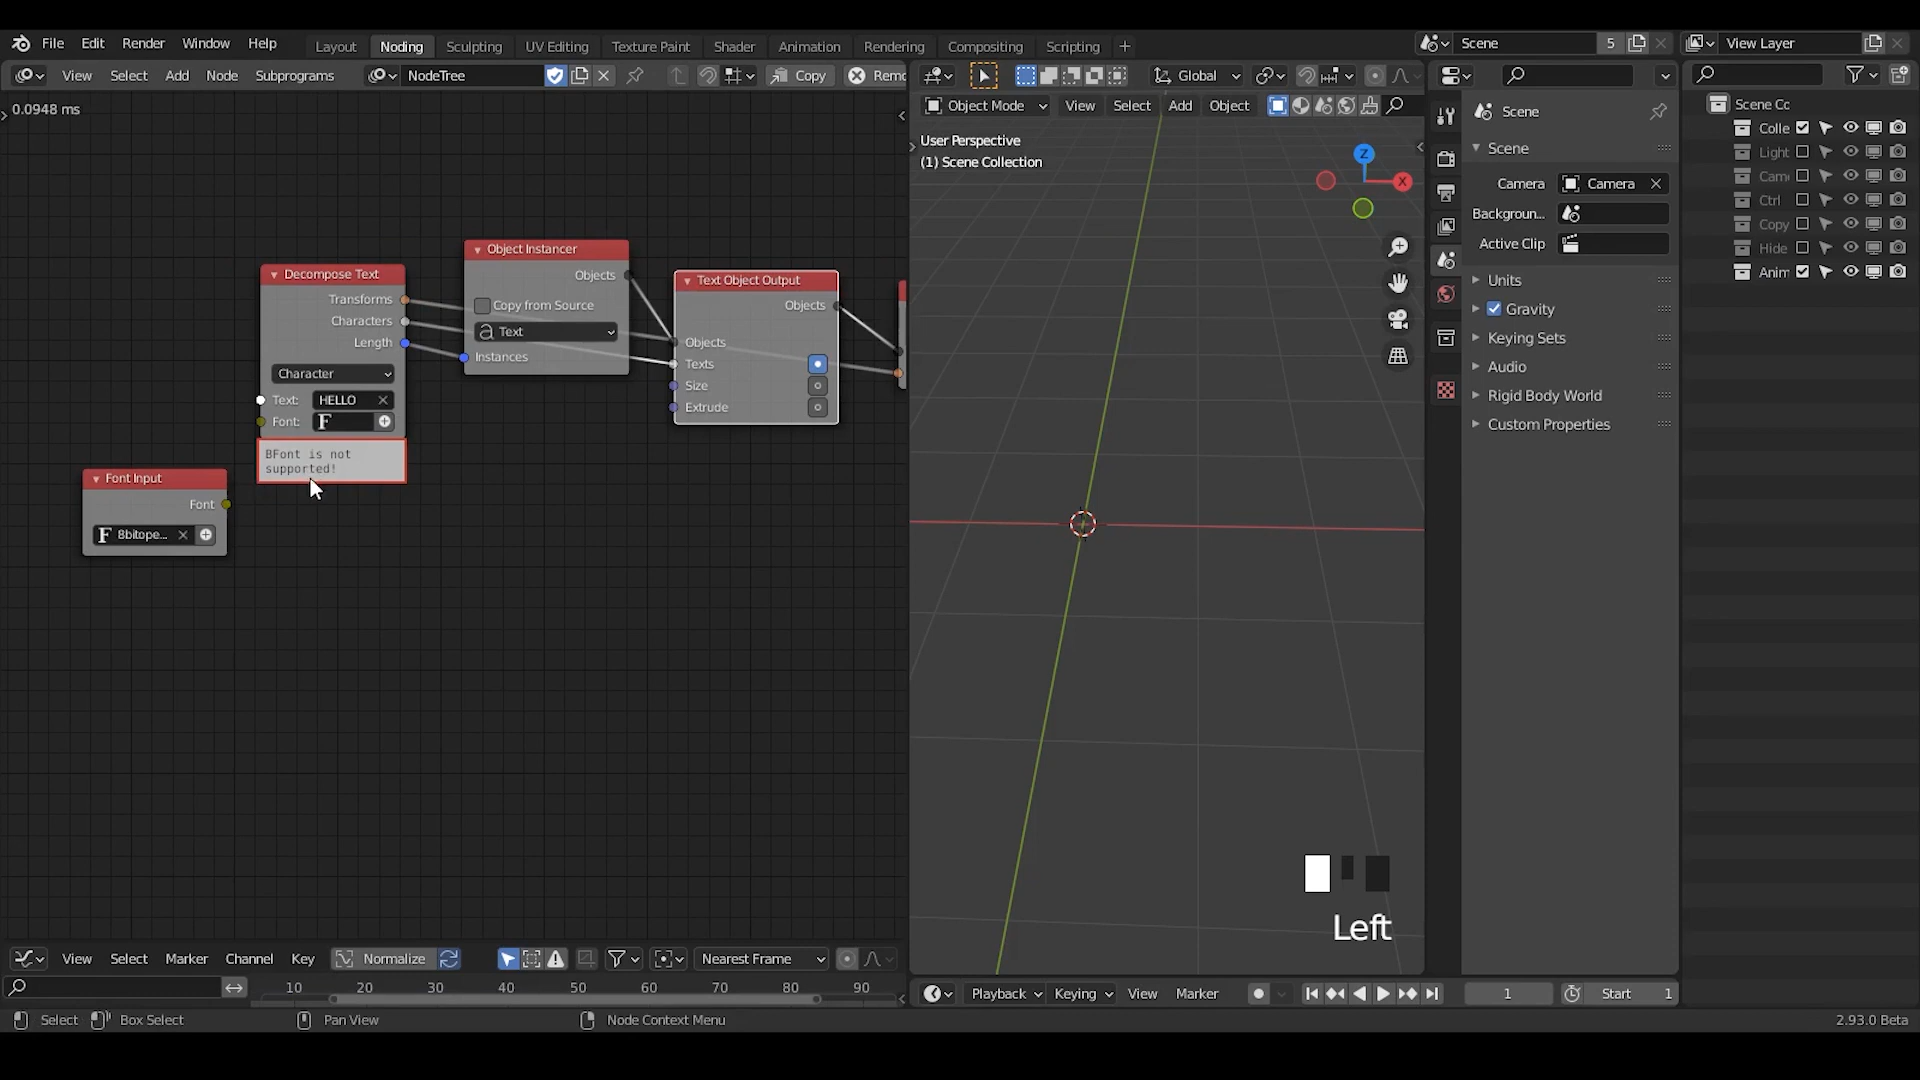 File Edit Render Window Help Layout Noding Sculpting UV Editing Texture Paint Shader Animation Rendering Compositing Scripting + Scene 5 View Layer
View Select Add Node Subprograms NodeTree Copy Remo Global
Object Mode View Select Add Object
0.0948 ms
User Perspective
(1) Scene Collection
Z
X
Object Instancer
Objects
Copy from Source
Text
Instances
Decompose Text
Transforms
Characters
Length
Character
Text: HELLO
Font: F
BFont is not
supported!
Text Object Output
Objects
Objects
Texts
Size
Extrude
Font Input
Font
F 8bitope...
Left
Scene
Scene
Camera Camera
Backgroun...
Active Clip
Units
Gravity
Keying Sets
Audio
Rigid Body World
Custom Properties
Scene Cc
Colle
Light
Cam
Ctrl
Copy
Hide
Anim
View Select Marker Channel Key Normalize Nearest Frame
10 20 30 40 50 60 70 80 90
Playback Keying View Marker 1 Start 1
Select Box Select Pan View Node Context Menu 2.93.0 Beta